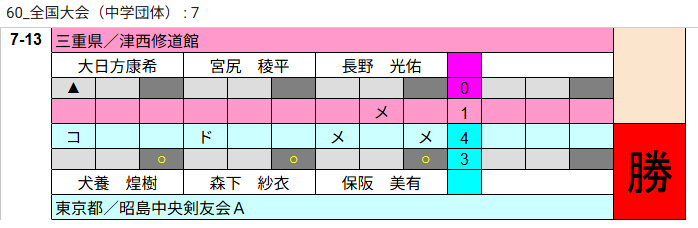 60_全国大会（中学団体）: 7
7-13 三重県／津西修道館
大日方康希 宮尻 稜平 長野 光佑
▲ 0
メ 1
コ ド メ メ 4
○ ○ ○ 3
犬養 煌樹 森下 紗衣 保阪 美有
東京都／昭島中央剣友会Ａ
勝